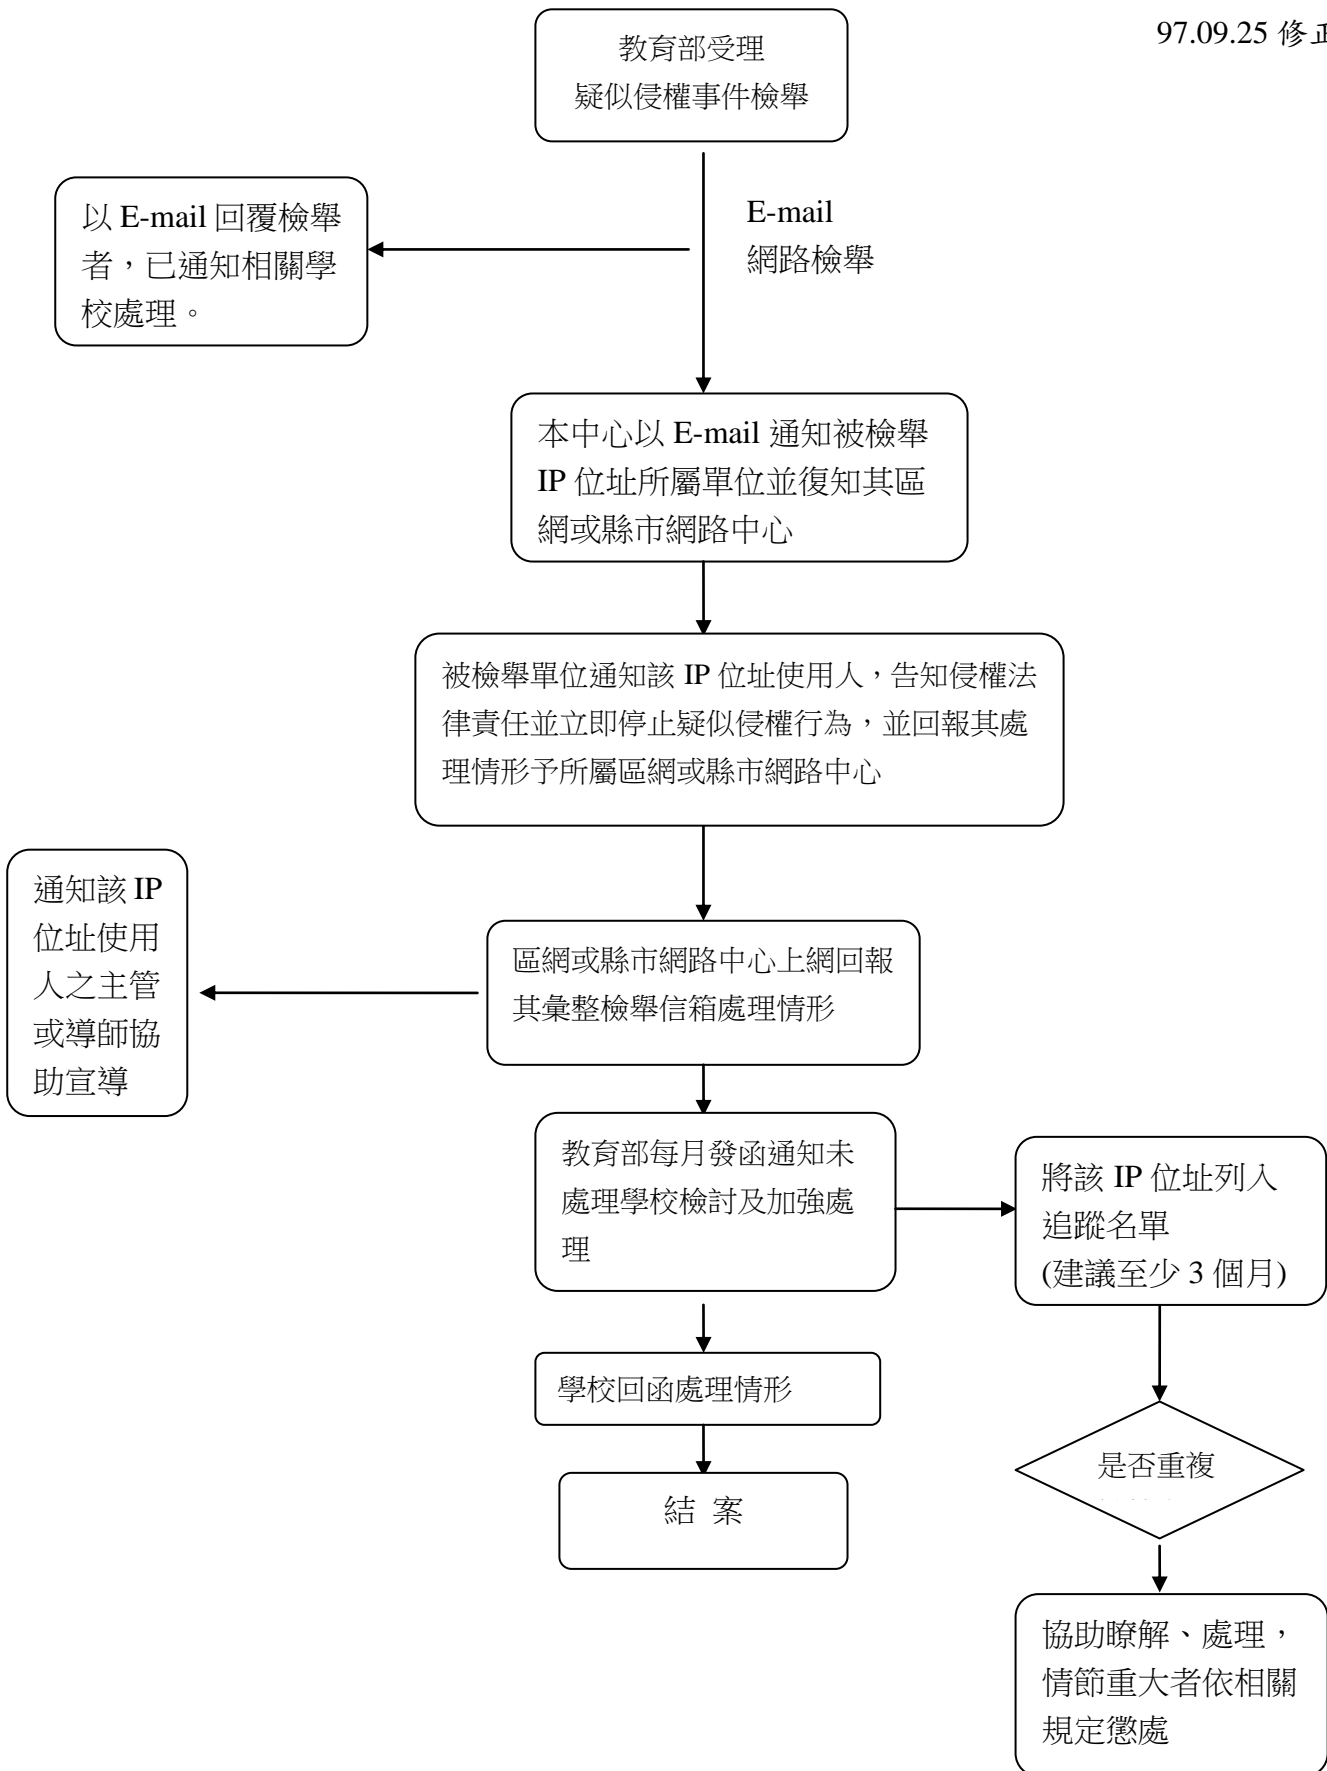 97.09.25 修正
教育部受理
疑似侵權事件檢舉
以 E-mail 回覆檢舉
者，已通知相關學
校處理。
E-mail
網路檢舉
本中心以 E-mail 通知被檢舉
IP 位址所屬單位並復知其區
網或縣市網路中心
被檢舉單位通知該 IP 位址使用人，告知侵權法
律責任並立即停止疑似侵權行為，並回報其處
理情形予所屬區網或縣市網路中心
通知該 IP
位址使用
人之主管
或導師協
助宣導
區網或縣市網路中心上網回報
其彙整檢舉信箱處理情形
教育部每月發函通知未
處理學校檢討及加強處
理
將該 IP 位址列入
追蹤名單
(建議至少 3 個月)
學校回函處理情形
是否重複
結 案
協助瞭解、處理，
情節重大者依相關
規定懲處